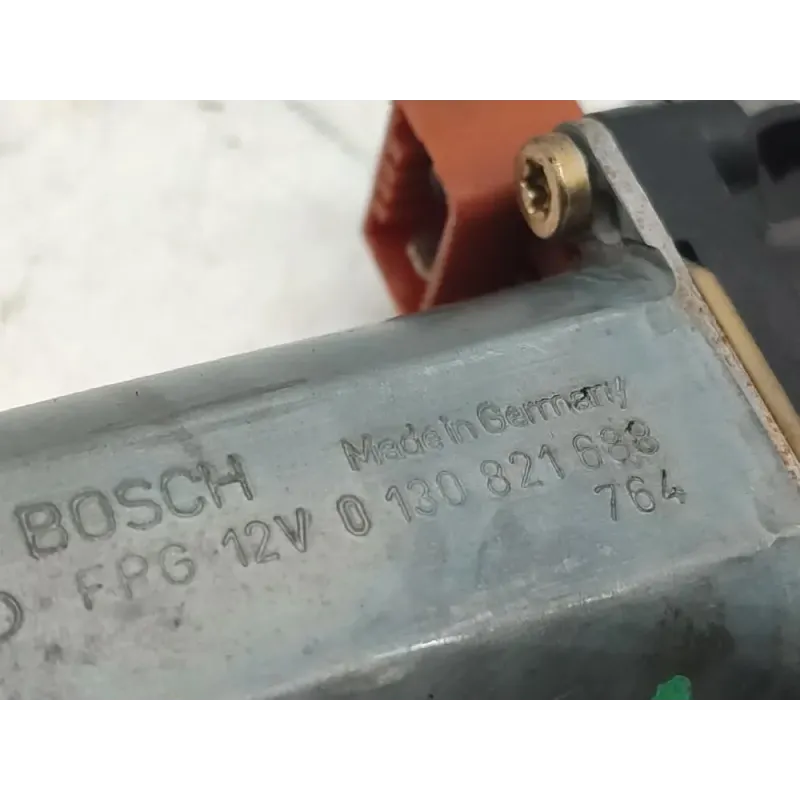 Made in Germany
BOSCH
FPG 12V 0 130 821 688
764